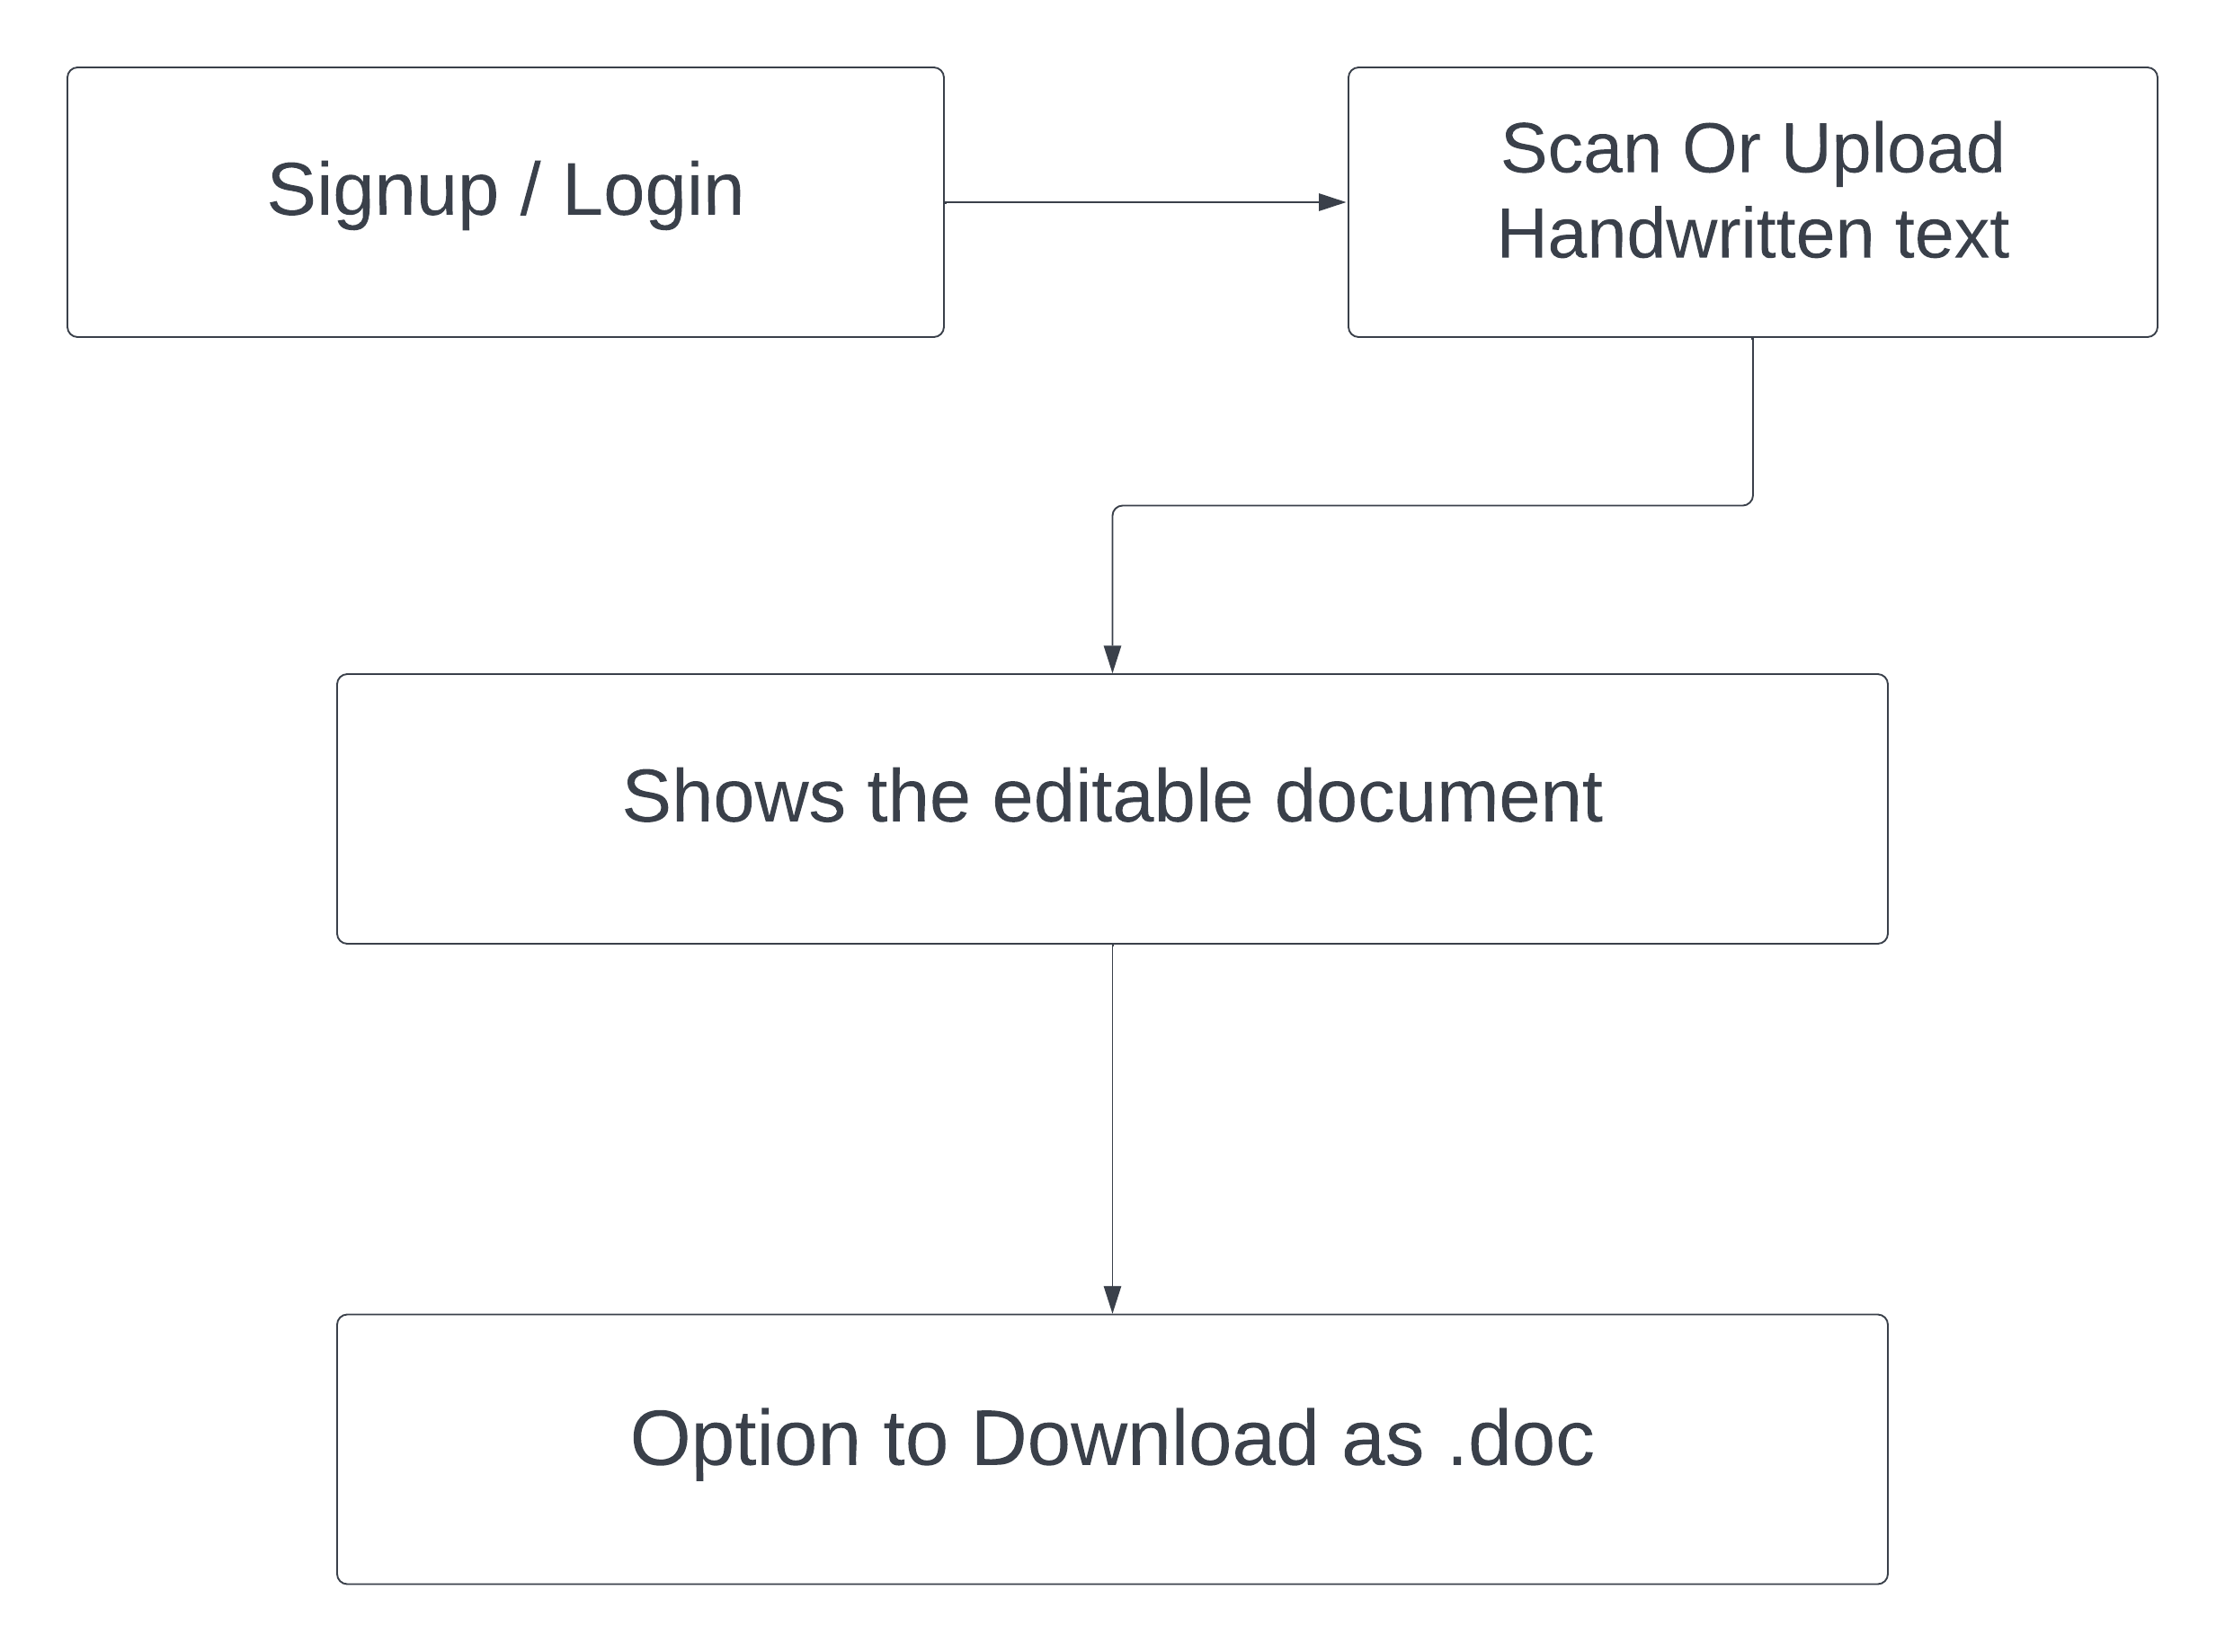 Signup / Login
Scan Or Upload
Handwritten text
Shows the editable document
Option to Download as .doc